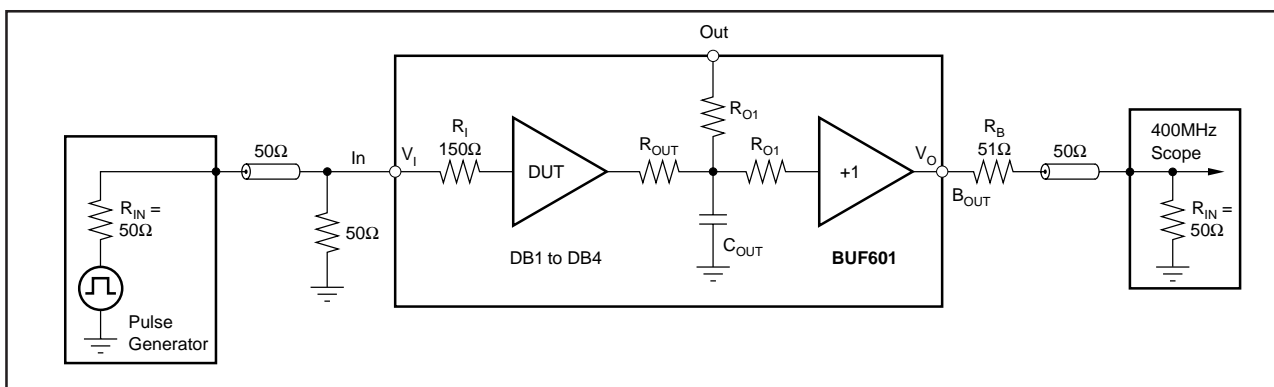 Out
50Ω
In
V_I
R_I
150Ω
DUT
R_OUT
R_O1
R_O1
+1
V_O
R_B
51Ω
50Ω
400MHz
Scope
R_IN =
50Ω
50Ω
C_OUT
B_OUT
R_IN =
50Ω
DB1 to DB4
BUF601
Pulse
Generator